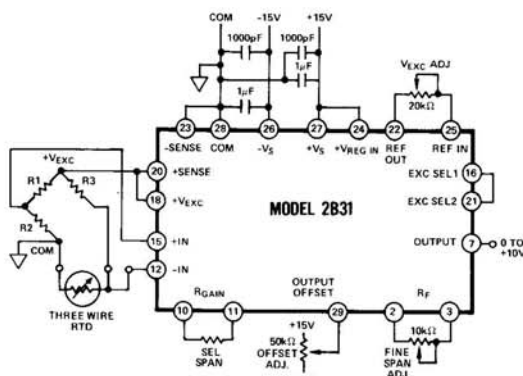 COM
-15V
+15V
1000pF
1000pF
1µF
1µF
VEXC ADJ
20kΩ
23
28
26
27
24
22
25
-SENSE
COM
-VS
+VS
+VREG IN
REF OUT
REF IN
+VEXC
R1
R3
R2
COM
20
+SENSE
18
+VEXC
15
+IN
12
-IN
MODEL 2B31
EXC SEL1
16
EXC SEL2
21
OUTPUT
7
0 TO
+10V
THREE WIRE
RTD
RGAIN
OUTPUT
OFFSET
RF
10
11
29
2
3
SEL
SPAN
+15V
50kΩ
OFFSET
ADJ.
10kΩ
FINE
SPAN
ADJ.